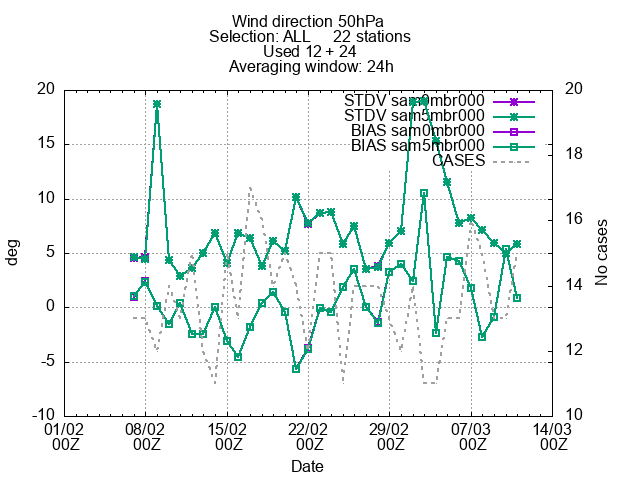 Wind direction 50hPa
Selection: ALL 22 stations
Used 12 + 24
Averaging window: 24h
20 20
STDV sam0mbr000
STDV sam5mbr000
BIAS sam0mbr000
BIAS sam5mbr000
CASES
15 18
10 16
5 14
0
-5 12
-10 10
deg
No cases
01/02 08/02 15/02 22/02 29/02 07/03 14/03
00Z 00Z 00Z 00Z 00Z 00Z 00Z
Date